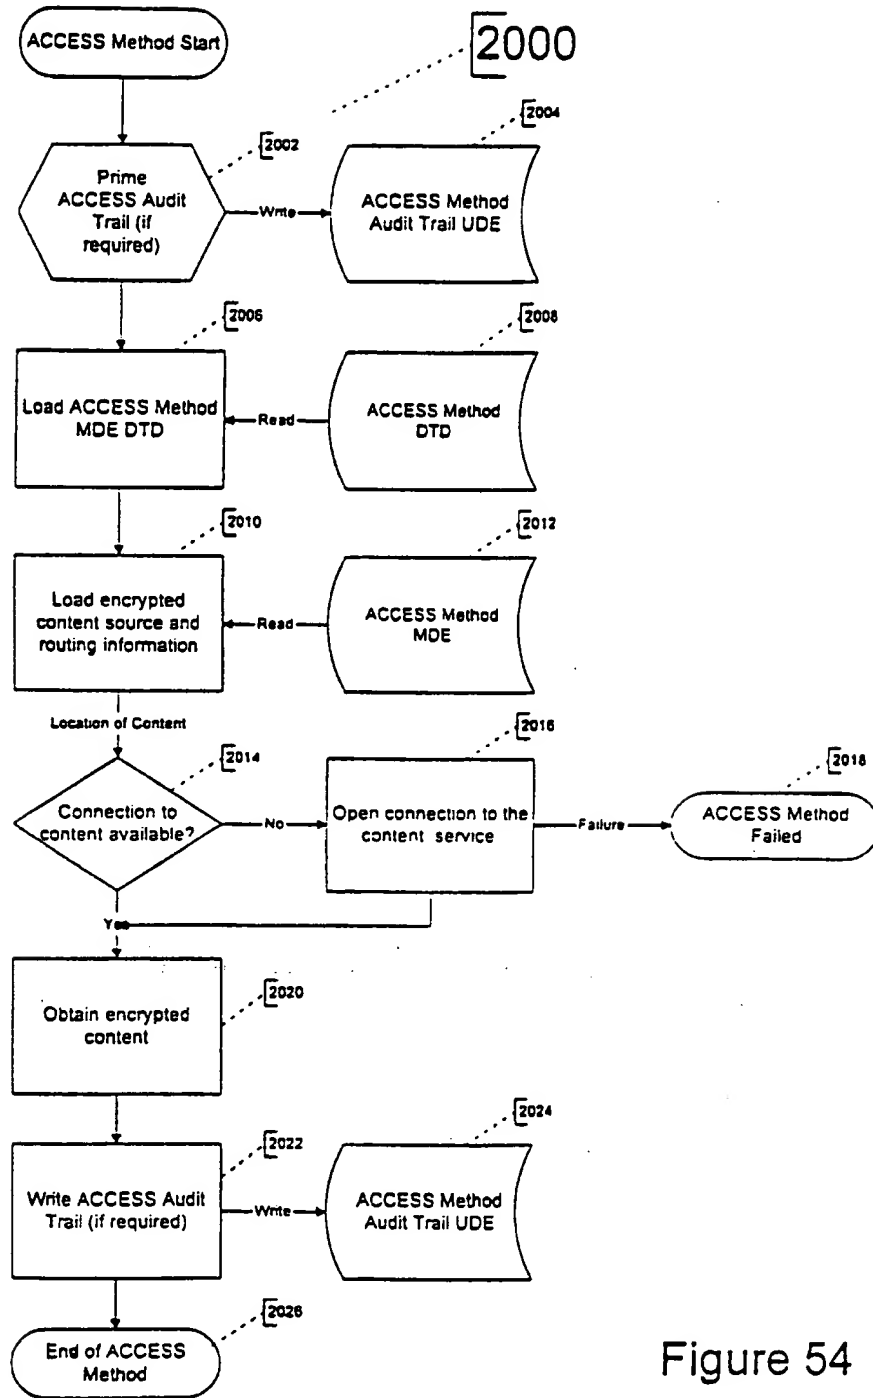 ACCESS Method Start
2000
2002
2004
Prime
ACCESS Audit
Trail (if
required)
Write
ACCESS Method
Audit Trail UDE
2006
2008
Load ACCESS Method
MDE DTD
Read
ACCESS Method
DTD
2010
2012
Load encrypted
content source and
routing information
Read
ACCESS Method
MDE
Location of Content
2014
2016
2018
Connection to
content available?
No
Open connection to the
content service
Failure
ACCESS Method
Failed
2020
Obtain encrypted
content
2022
2024
Write ACCESS Audit
Trail (if required)
Write
ACCESS Method
Audit Trail UDE
2026
End of ACCESS
Method
Figure 54